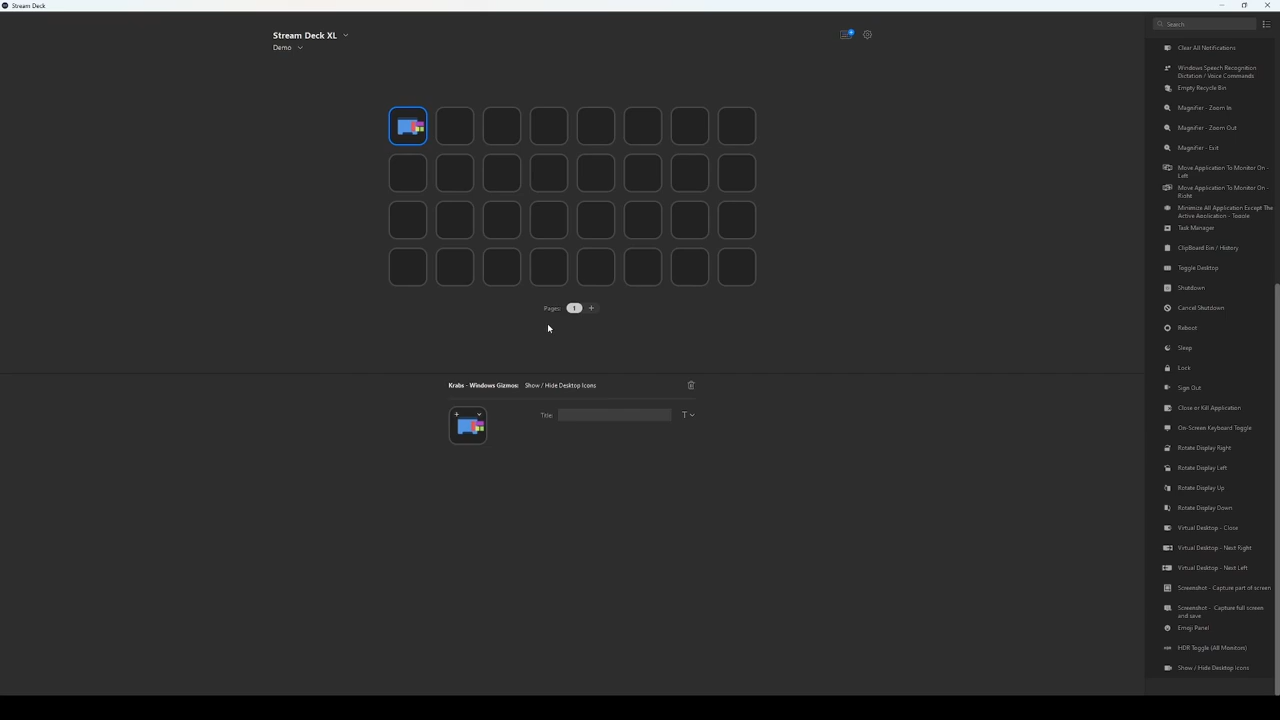 Stream Deck
Stream Deck XL
Demo
Search
Clear All Notifications
Windows Speech Recognition
Dictation / Voice Commands
Empty Recycle Bin
Magnifier - Zoom In
Magnifier - Zoom Out
Magnifier - Exit
Move Application To Monitor On -
Left
Move Application To Monitor On -
Right
Minimize All Application Except The
Active Application - Toggle
Task Manager
ClipBoard Bin / History
Toggle Desktop
Shutdown
Cancel Shutdown
Reboot
Sleep
Lock
Sign Out
Close or Kill Application
On-Screen Keyboard Toggle
Rotate Display Right
Rotate Display Left
Rotate Display Up
Rotate Display Down
Virtual Desktop - Close
Virtual Desktop - Next Right
Virtual Desktop - Next Left
Screenshot - Capture part of screen
Screenshot - Capture full screen
and save
Emoji Panel
HDR Toggle (All Monitors)
Show / Hide Desktop Icons
Pages: 1 +
Krabs - Windows Gizmos: Show / Hide Desktop Icons
Title:
T